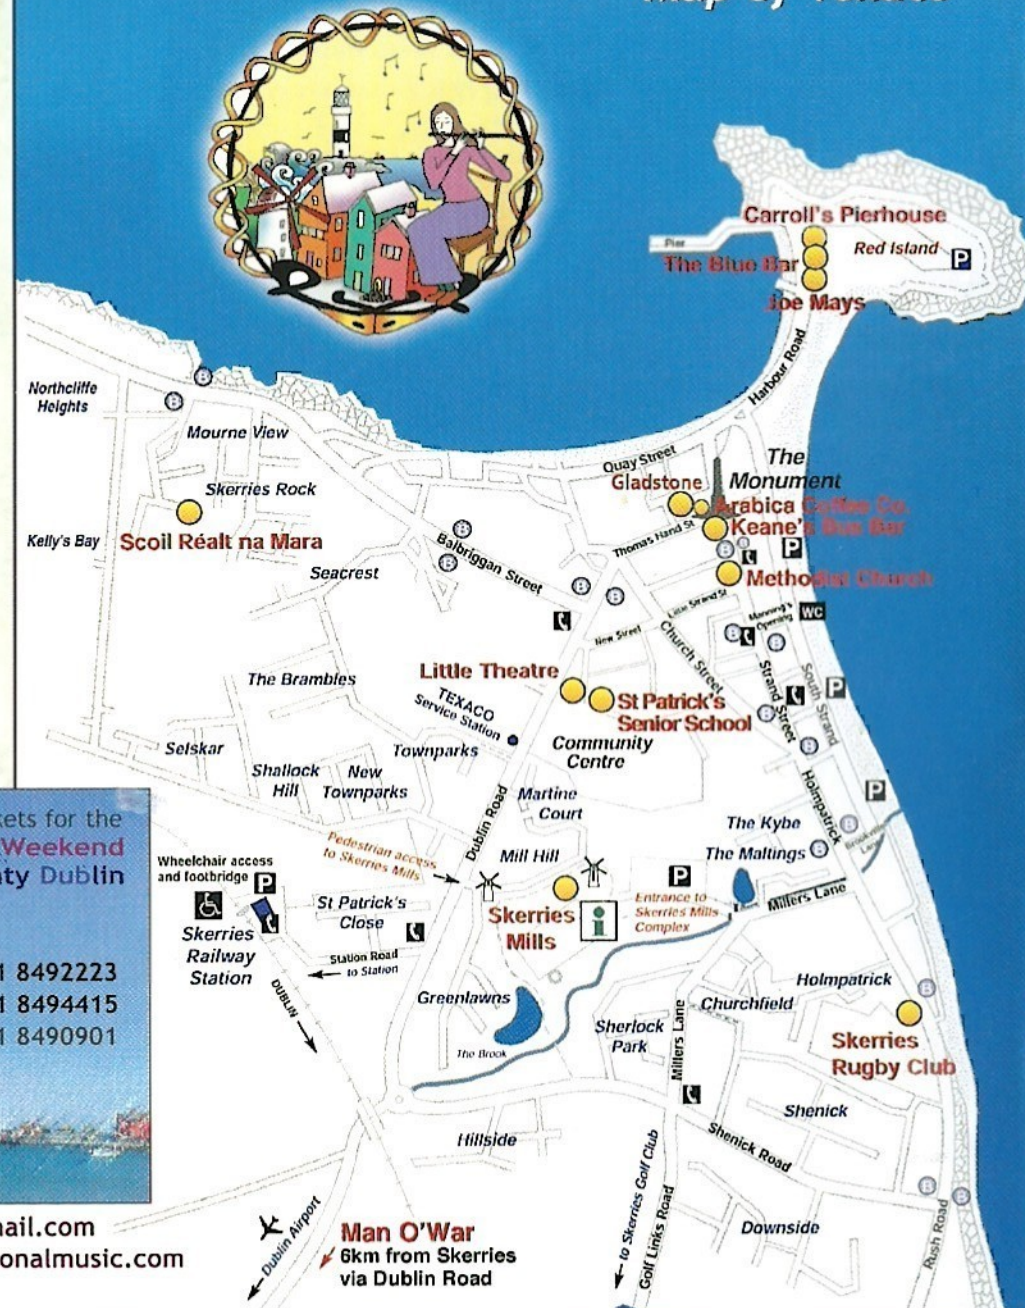 Map of Venues
Carroll's Pierhouse
Pier
Red Island
P
The Blue Bar
Joe Mays
Harbour Road
Northcliffe
Heights
Mourne View
Quay Street
The
Monument
Gladstone
Skerries Rock
Arabica Coffee Co.
Keane's Bus Bar
Thomas Hand St
Kelly's Bay
Scoil Réalt na Mara
Balbriggan Street
P
Seacrest
Methodist Church
Little Strand St
Manning's
Opening
WC
New Street
Church Street
Strand Street
South Strand
Little Theatre
The Brambles
TEXACO
Service Station
St Patrick's
Senior School
P
Selskar
Townparks
Community
Centre
Shallock
Hill
New
Townparks
Martine
Court
Holmpatrick
P
Dublin Road
The Kybe
kets for the
Weekend
nty Dublin
Pedestrian access
to Skerries Mills
Mill Hill
The Maltings
Wheelchair access
and footbridge
P
P
Millers Lane
St Patrick's
Close
Skerries
Mills
i
Entrance to
Skerries Mills
Complex
Skerries
Railway
Station
Station Road
to Station
1 8492223
1 8494415
1 8490901
DUBLIN
Greenlawns
Holmpatrick
Churchfield
Sherlock
Park
Millers Lane
Skerries
Rugby Club
The Brook
Shenick
Hillside
Shenick Road
to Skerries Golf Club
Golf Links Road
Downside
Rush Road
Dublin Airport
Man O'War
6km from Skerries
via Dublin Road
mail.com
onalmusic.com